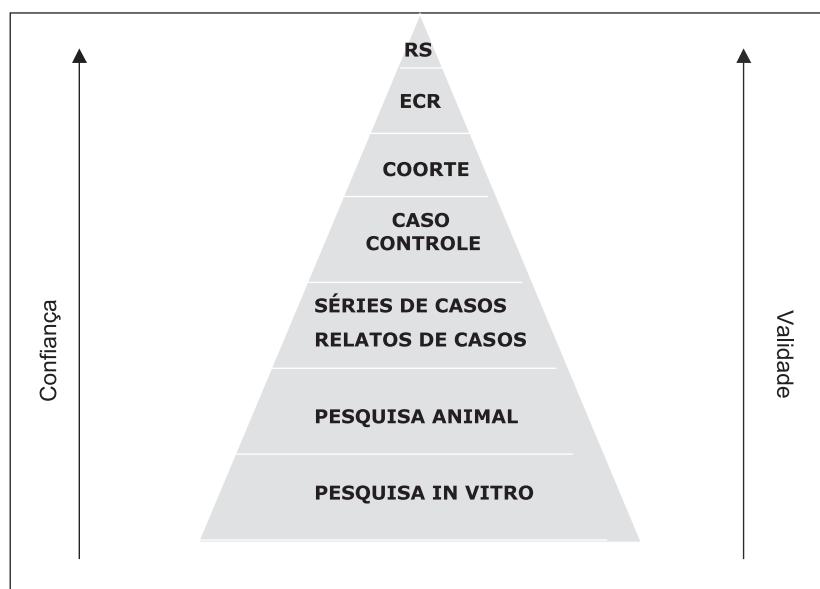 RS
ECR
COORTE
CASO
CONTROLE
SÉRIES DE CASOS
RELATOS DE CASOS
PESQUISA ANIMAL
PESQUISA IN VITRO
Confiança
Validade